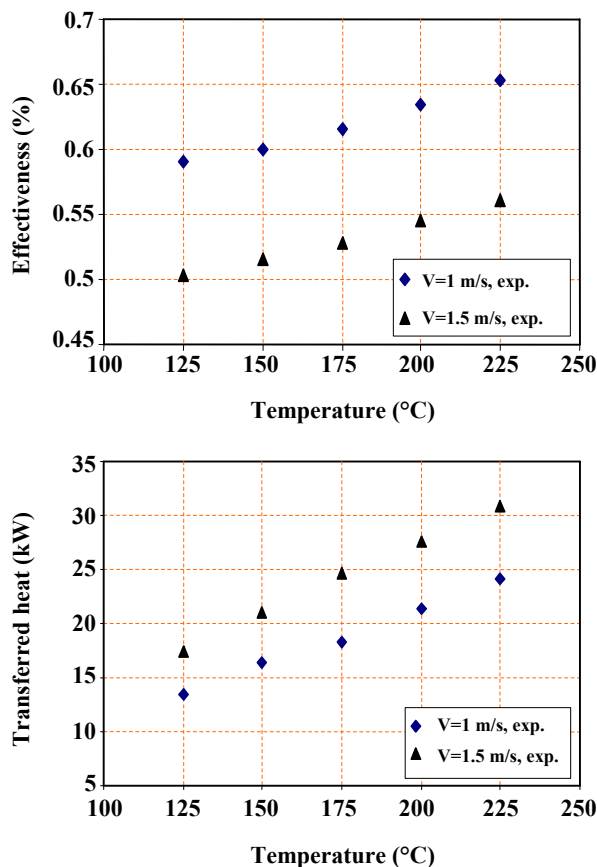 0.7
0.65
0.6
0.55
0.5
0.45
Effectiveness (%)
V=1 m/s, exp.
V=1.5 m/s, exp.
100 125 150 175 200 225 250
Temperature (°C)
35
30
25
20
15
10
5
Transferred heat (kW)
V=1 m/s, exp.
V=1.5 m/s, exp.
100 125 150 175 200 225 250
Temperature (°C)